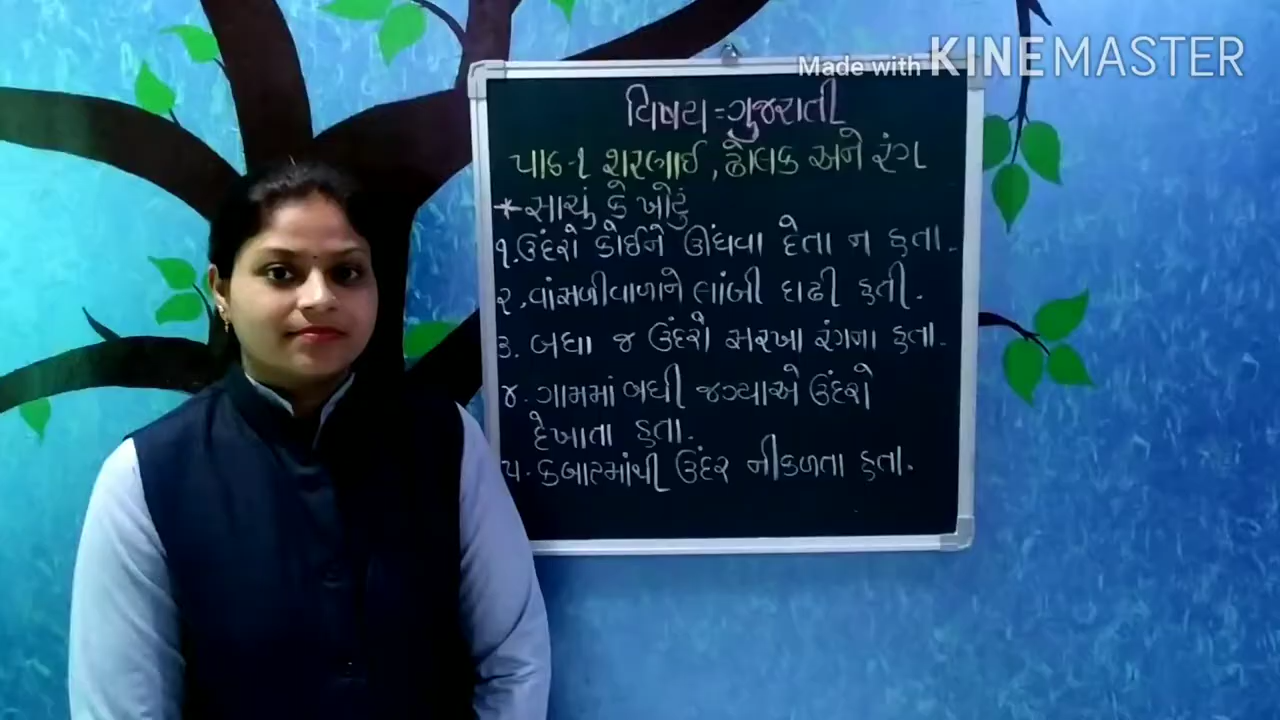 Made with KINEMASTER
વિષય=ગુજરાતી
પાઠ-૧ શરણાઈ, ઢોલક અને રંગ
*સાચું કે ખોટું
૧. ઉંદરો કોઈને ઊંઘવા દેતા ન હતા.
૨. વાંસળીવાળાને લાંબી દાઢી હતી.
૩. બધા જ ઉંદરો સરખા રંગના હતા.
૪. ગામમાં બધી જગ્યાએ ઉંદરો
દેખાતા હતા.
૫. કબાટમાંથી ઉંદર નીકળતા હતા.